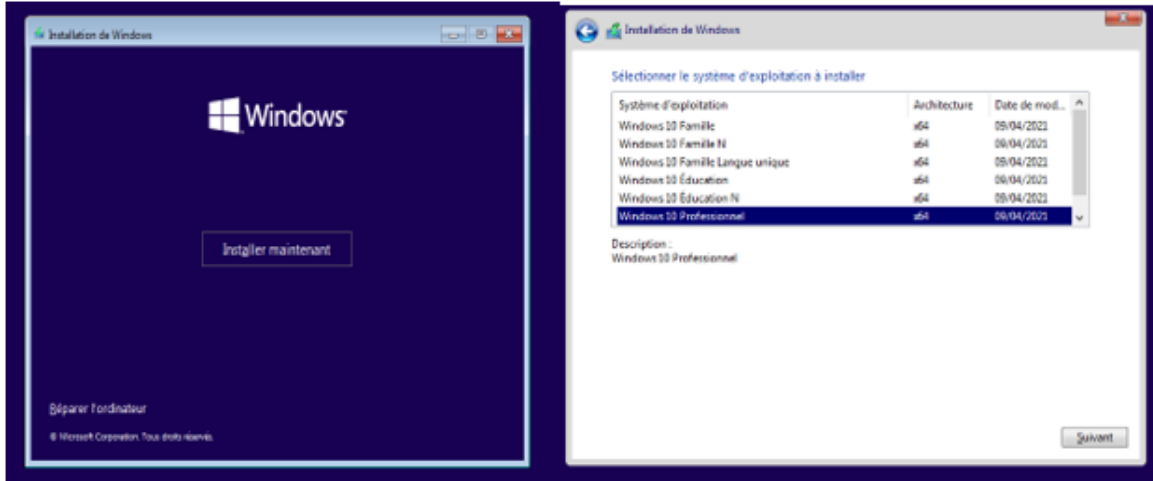 Installation de Windows
Windows
Installer maintenant
Réparer l'ordinateur
© Microsoft Corporation. Tous droits réservés.
Installation de Windows
Sélectionner le système d'exploitation à installer
Système d'exploitation Architecture Date de mod...
Windows 10 Famille x64 09/04/2021
Windows 10 Famille N x64 09/04/2021
Windows 10 Famille Langue unique x64 09/04/2021
Windows 10 Éducation x64 09/04/2021
Windows 10 Éducation N x64 09/04/2021
Windows 10 Professionnel x64 09/04/2021
Description :
Windows 10 Professionnel
Suivant